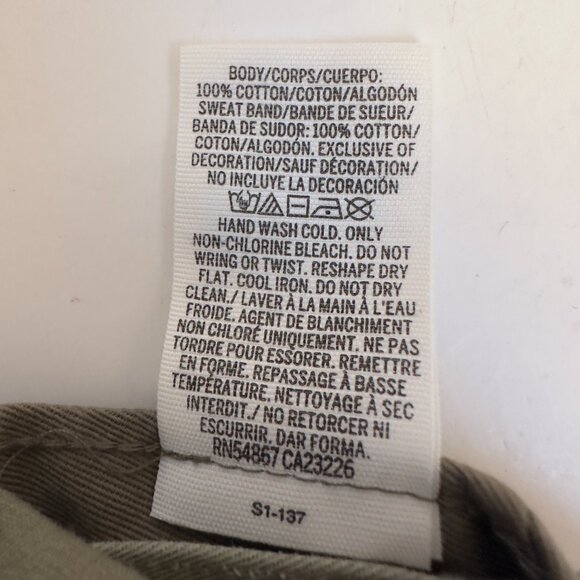 BODY/CORPS/CUERPO:
100% COTTON/COTON/ALGODÓN
SWEAT BAND/BANDE DE SUEUR/
BANDA DE SUDOR: 100% COTTON/
COTON/ALGODÓN. EXCLUSIVE OF
DECORATION/SAUF DÉCORATION/
NO INCLUYE LA DECORACIÓN
HAND WASH COLD. ONLY
NON-CHLORINE BLEACH. DO NOT
WRING OR TWIST. RESHAPE DRY
FLAT. COOL IRON. DO NOT DRY
CLEAN./ LAVER À LA MAIN À L'EAU
FROIDE. AGENT DE BLANCHIMENT
NON CHLORÉ UNIQUEMENT. NE PAS
TORDRE POUR ESSORER. REMETTRE
EN FORME. REPASSAGE À BASSE
TEMPÉRATURE. NETTOYAGE À SEC
INTERDIT./ NO RETORCER NI
ESCURRIR. DAR FORMA.
RN54867 CA23226
S1-137